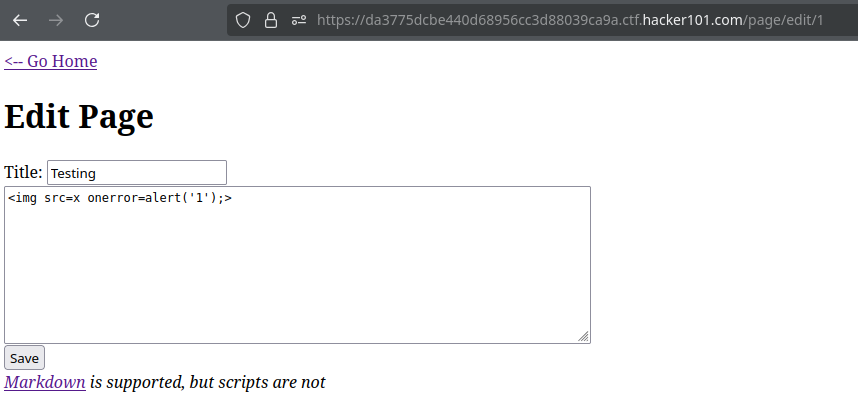 https://da3775dcbe440d68956cc3d88039ca9a.ctf.hacker101.com/page/edit/1
<-- Go Home
Edit Page
Title: Testing
<img src=x onerror=alert('1');>
Save
Markdown is supported, but scripts are not